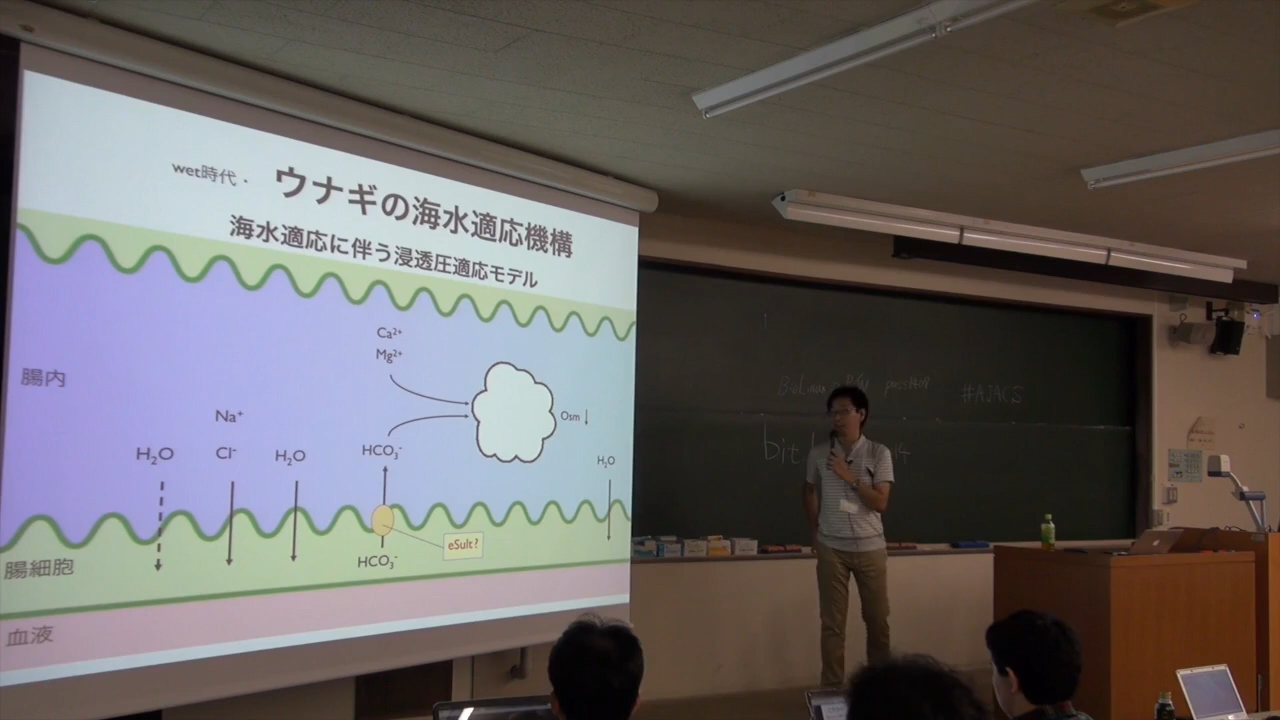 wet時代 -
ウナギの海水適応機構
海水適応に伴う浸透圧適応モデル
Ca²⁺
Mg²⁺
腸内
Osm ↓
Na⁺
H₂O
Cl⁻
H₂O
HCO₃⁻
H₂O
eSult?
腸細胞
HCO₃⁻
血液
#AJACS
bit